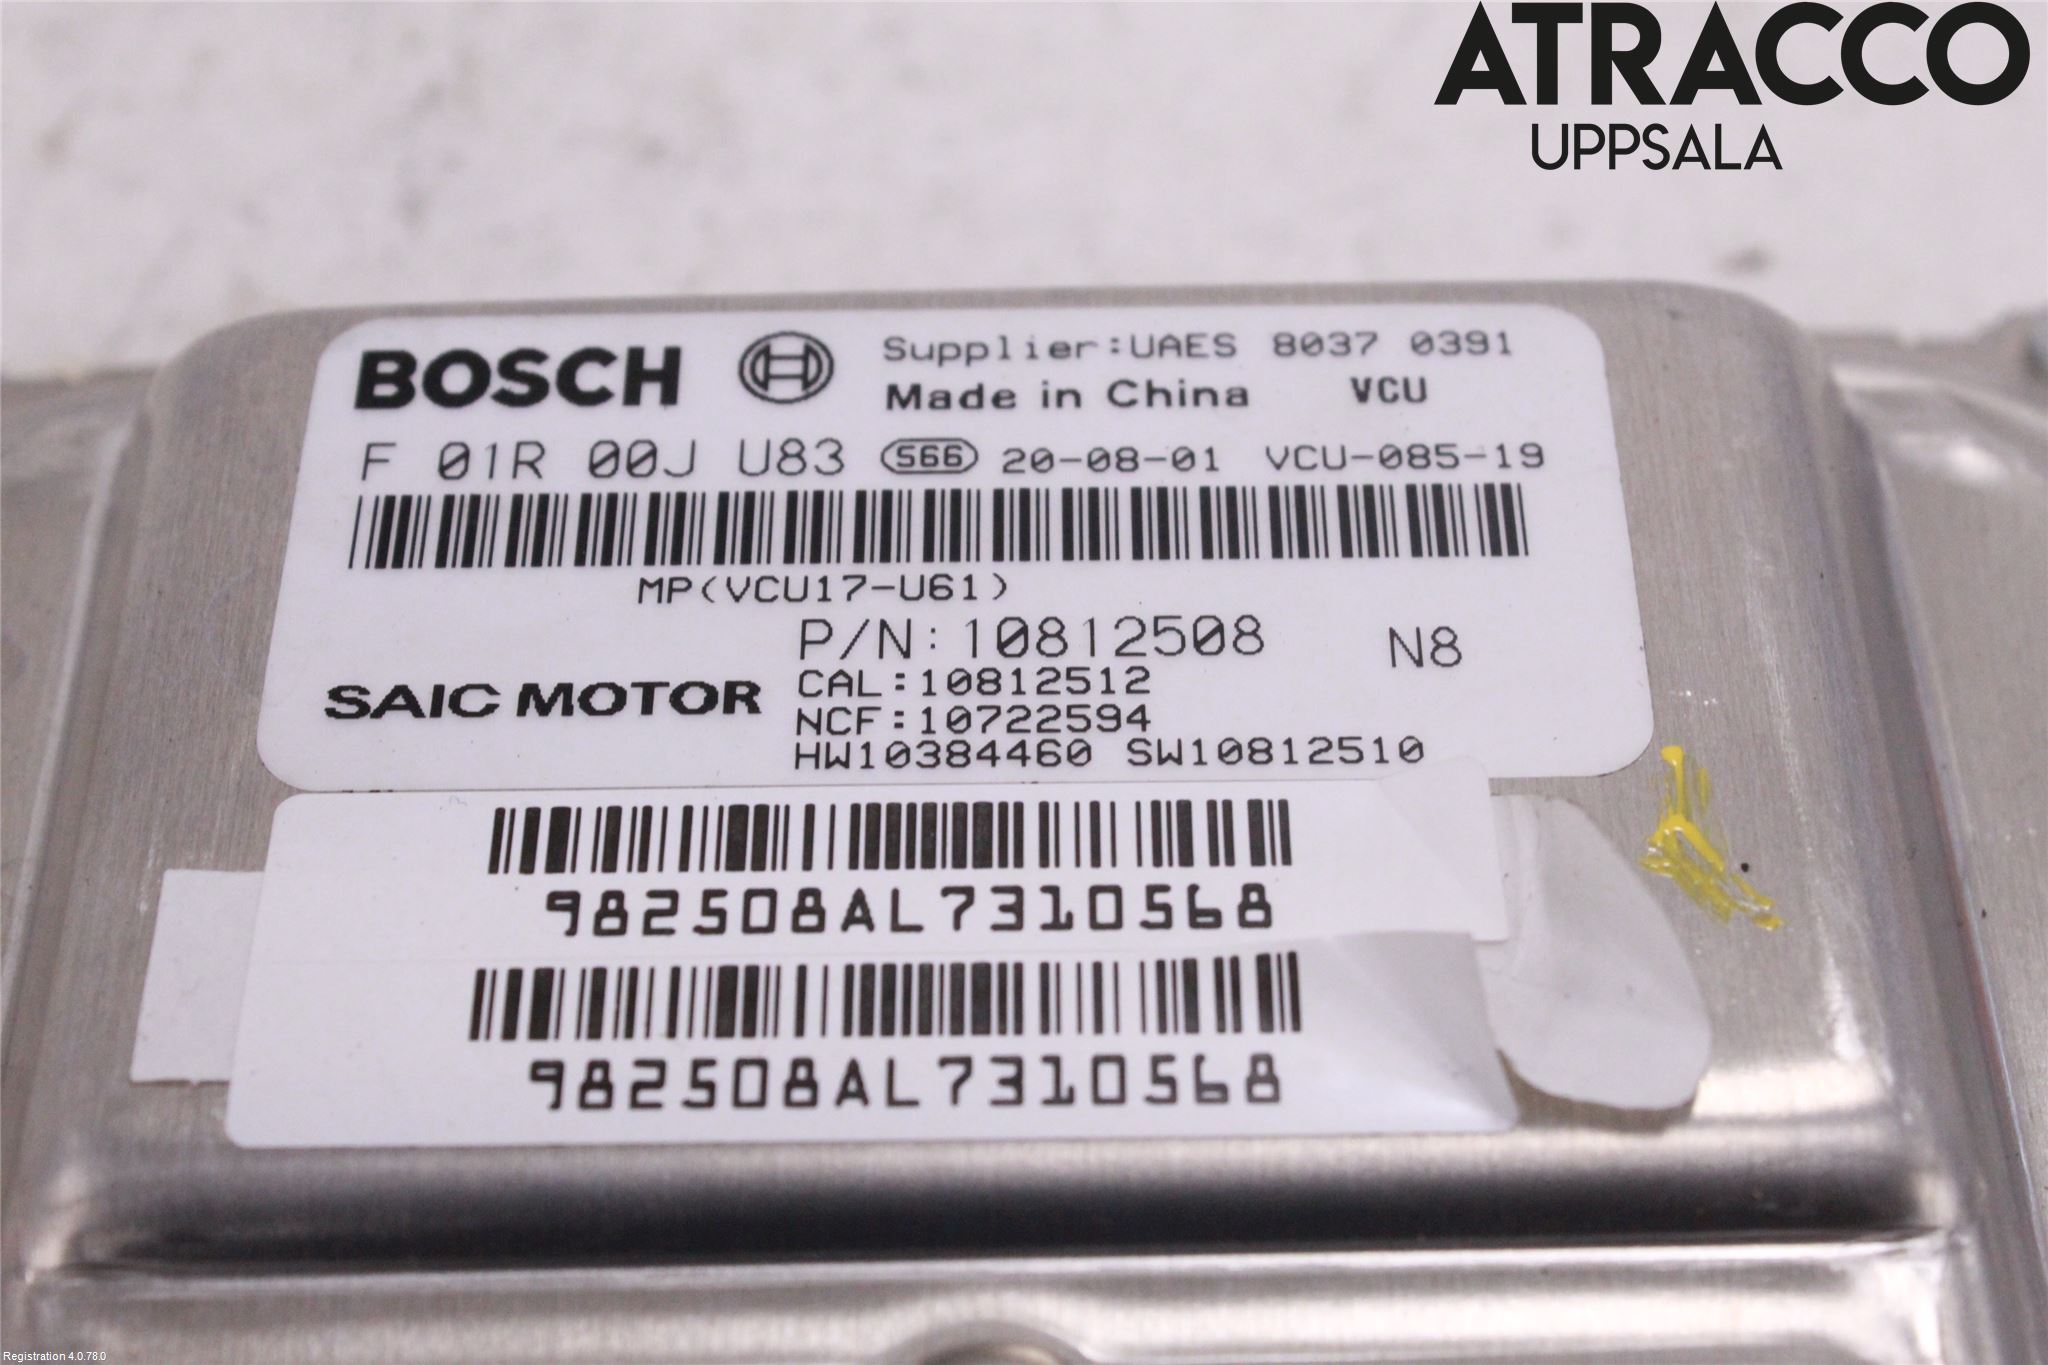 ATRACCO
UPPSALA
BOSCH Supplier:UAES 8037 0391
Made in China VCU
F 01R 00J U83 S66 20-08-01 VCU-085-19
MP(VCU17-U61)
P/N:10812508 N8
SAIC MOTOR CAL:10812512
NCF:10722594
HW10384460 SW10812510
982508AL7310568
982508AL7310568
Registration 4.0.78.0